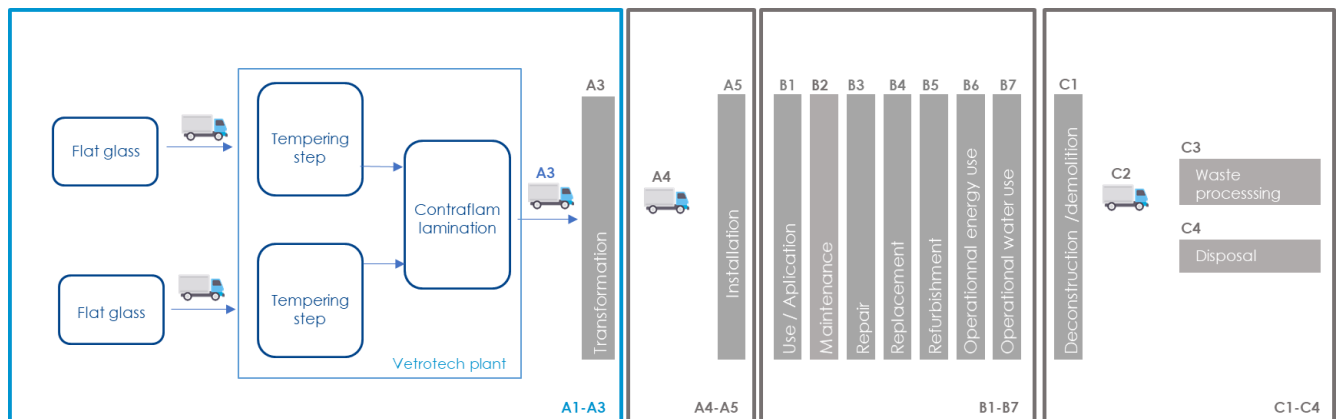 Flat glass
Flat glass
Tempering
step
Tempering
step
Contraflam
lamination
Vetrotech plant
A3
A3
Transformation
A1-A3
A4
A5
Installation
A4-A5
B1
Use / Aplication
B2
Maintenance
B3
Repair
B4
Replacement
B5
Refurbishment
B6
Operationnal energy use
B7
Operational water use
B1-B7
C1
Deconstruction /demolition
C2
C3
Waste
processsing
C4
Disposal
C1-C4